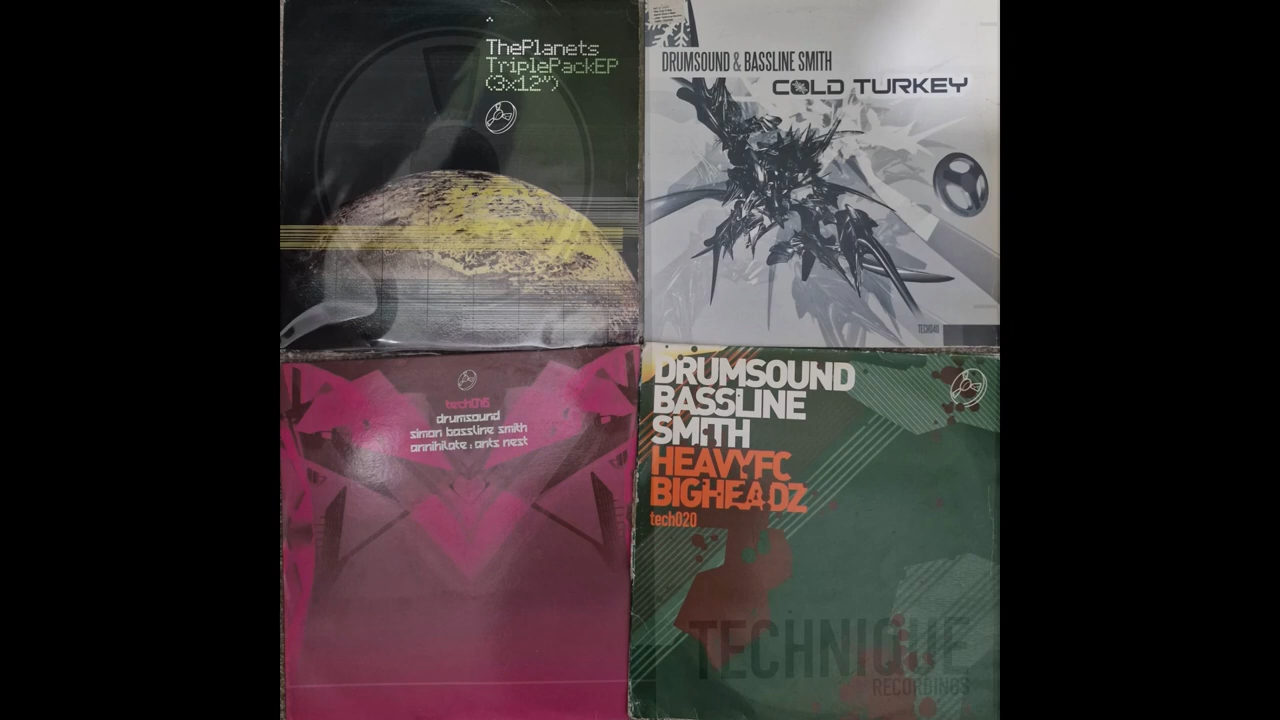 ThePlanets
TriplePackEP
(3x12")
DRUMSOUND & BASSLINE SMITH
COLD TURKEY
TECH040
tech016
drumsound
simon bassline smith
annihilate : ants nest
DRUMSOUND
BASSLINE
SMITH
HEAVYFC
BIGHEADZ
tech020
TECHNIQUE
RECORDINGS